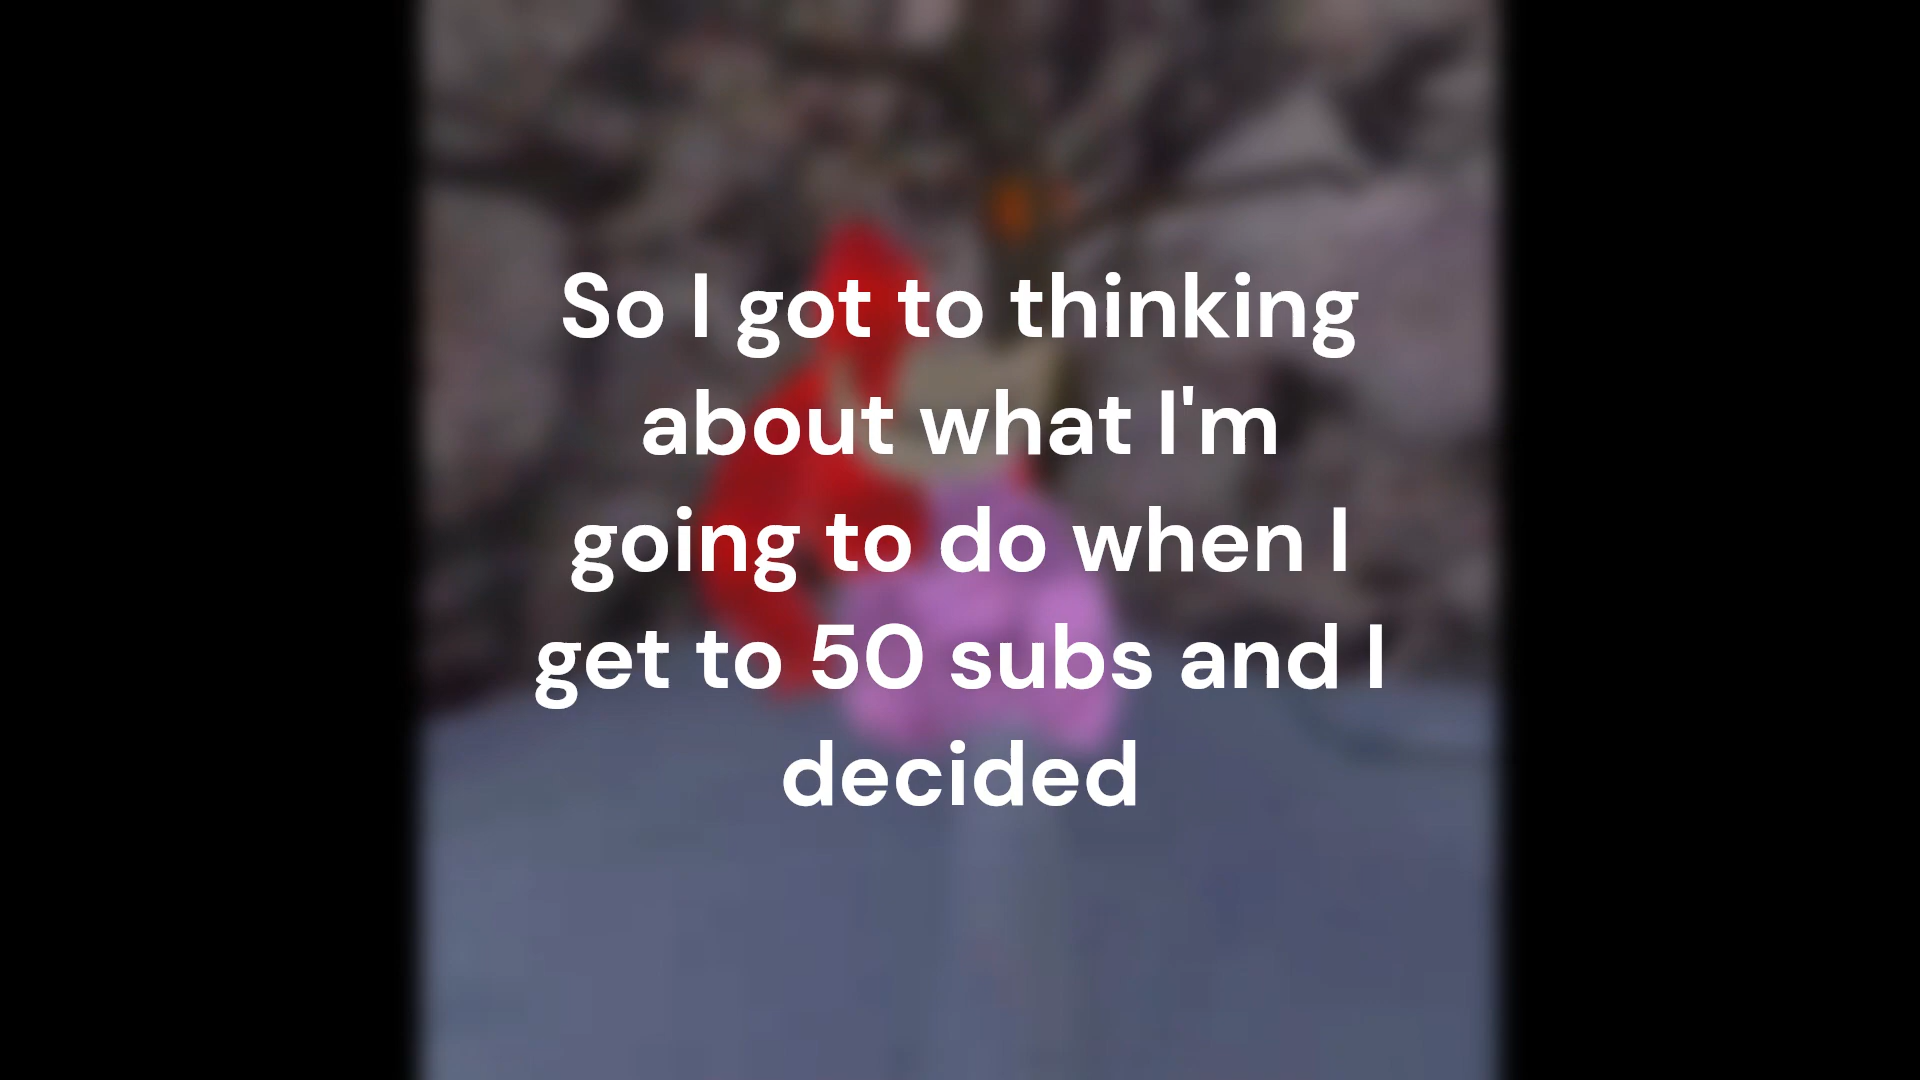 So I got to thinking
about what I'm
going to do when I
get to 50 subs and I
decided